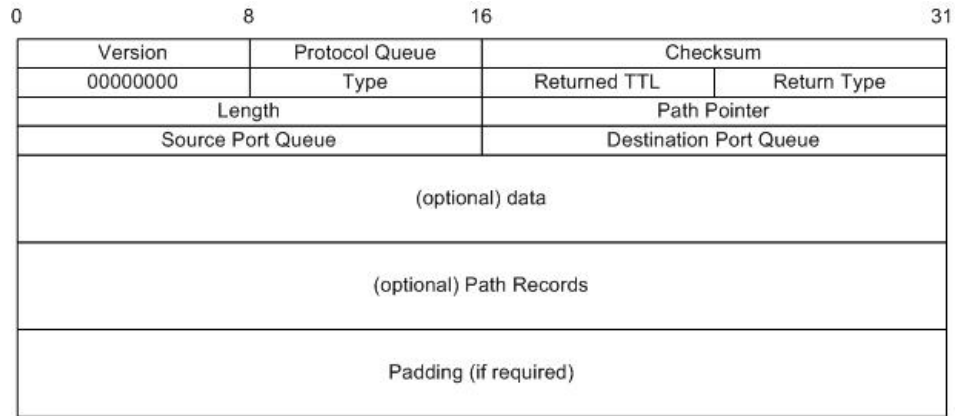 0 8 16 31
Version Protocol Queue Checksum
00000000 Type Returned TTL Return Type
Length Path Pointer
Source Port Queue Destination Port Queue
(optional) data
(optional) Path Records
Padding (if required)